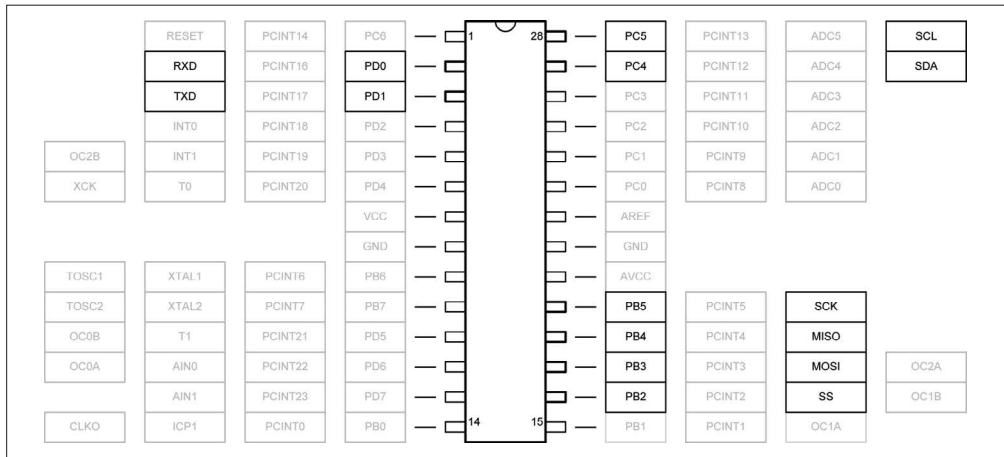 RESET PCINT14 PC6 1 28 PC5 PCINT13 ADC5 SCL
RXD PCINT16 PD0 PC4 PCINT12 ADC4 SDA
TXD PCINT17 PD1 PC3 PCINT11 ADC3
INT0 PCINT18 PD2 PC2 PCINT10 ADC2
OC2B INT1 PCINT19 PD3 PC1 PCINT9 ADC1
XCK T0 PCINT20 PD4 PC0 PCINT8 ADC0
VCC AREF
GND GND
TOSC1 XTAL1 PCINT6 PB6 AVCC
TOSC2 XTAL2 PCINT7 PB7 PB5 PCINT5 SCK
OC0B T1 PCINT21 PD5 PB4 PCINT4 MISO
OC0A AIN0 PCINT22 PD6 PB3 PCINT3 MOSI OC2A
AIN1 PCINT23 PD7 PB2 PCINT2 SS OC1B
CLKO ICP1 PCINT0 PB0 14 15 PB1 PCINT1 OC1A